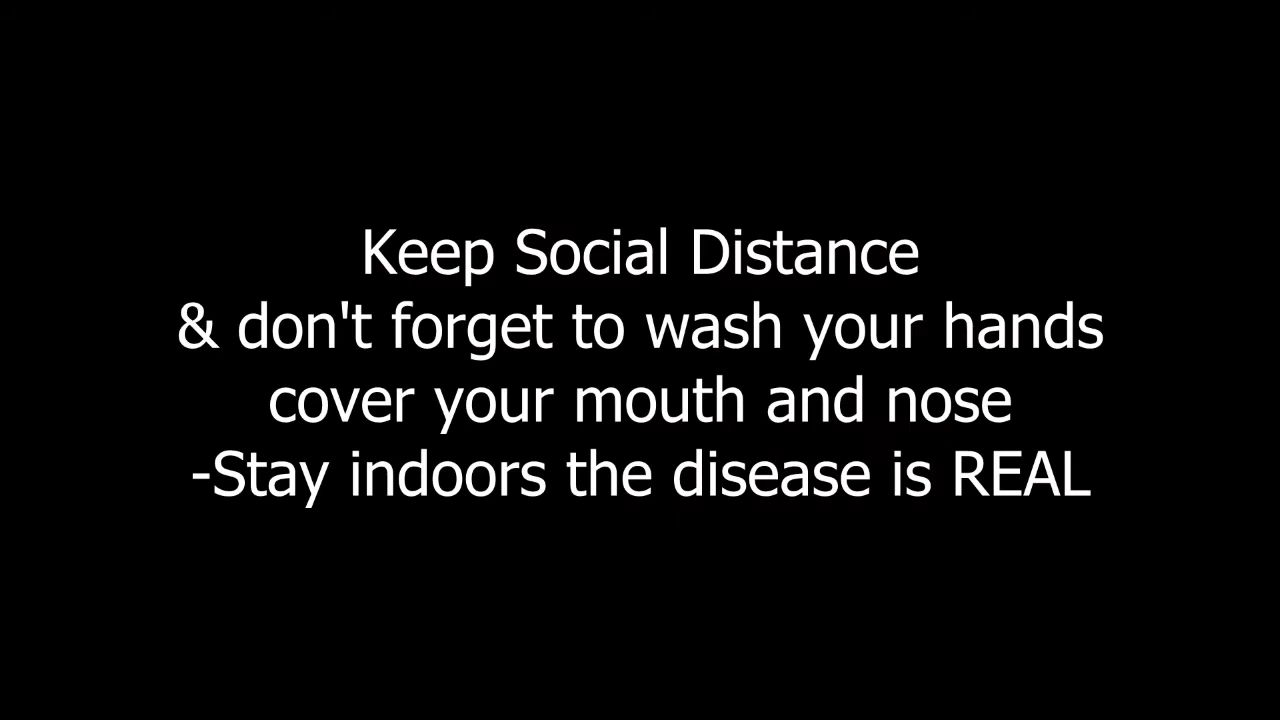 Keep Social Distance
& don't forget to wash your hands
cover your mouth and nose
-Stay indoors the disease is REAL